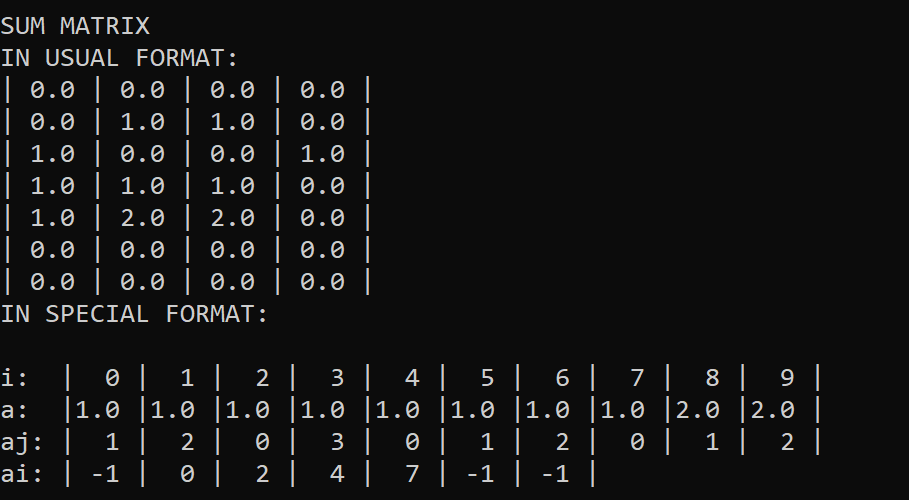 SUM MATRIX
IN USUAL FORMAT:
| 0.0 | 0.0 | 0.0 | 0.0 |
| 0.0 | 1.0 | 1.0 | 0.0 |
| 1.0 | 0.0 | 0.0 | 1.0 |
| 1.0 | 1.0 | 1.0 | 0.0 |
| 1.0 | 2.0 | 2.0 | 0.0 |
| 0.0 | 0.0 | 0.0 | 0.0 |
| 0.0 | 0.0 | 0.0 | 0.0 |
IN SPECIAL FORMAT:
i:  |  0 |  1 |  2 |  3 |  4 |  5 |  6 |  7 |  8 |  9 |
a:  |1.0 |1.0 |1.0 |1.0 |1.0 |1.0 |1.0 |1.0 |2.0 |2.0 |
aj: |  1 |  2 |  0 |  3 |  0 |  1 |  2 |  0 |  1 |  2 |
ai: | -1 |  0 |  2 |  4 |  7 | -1 | -1 |